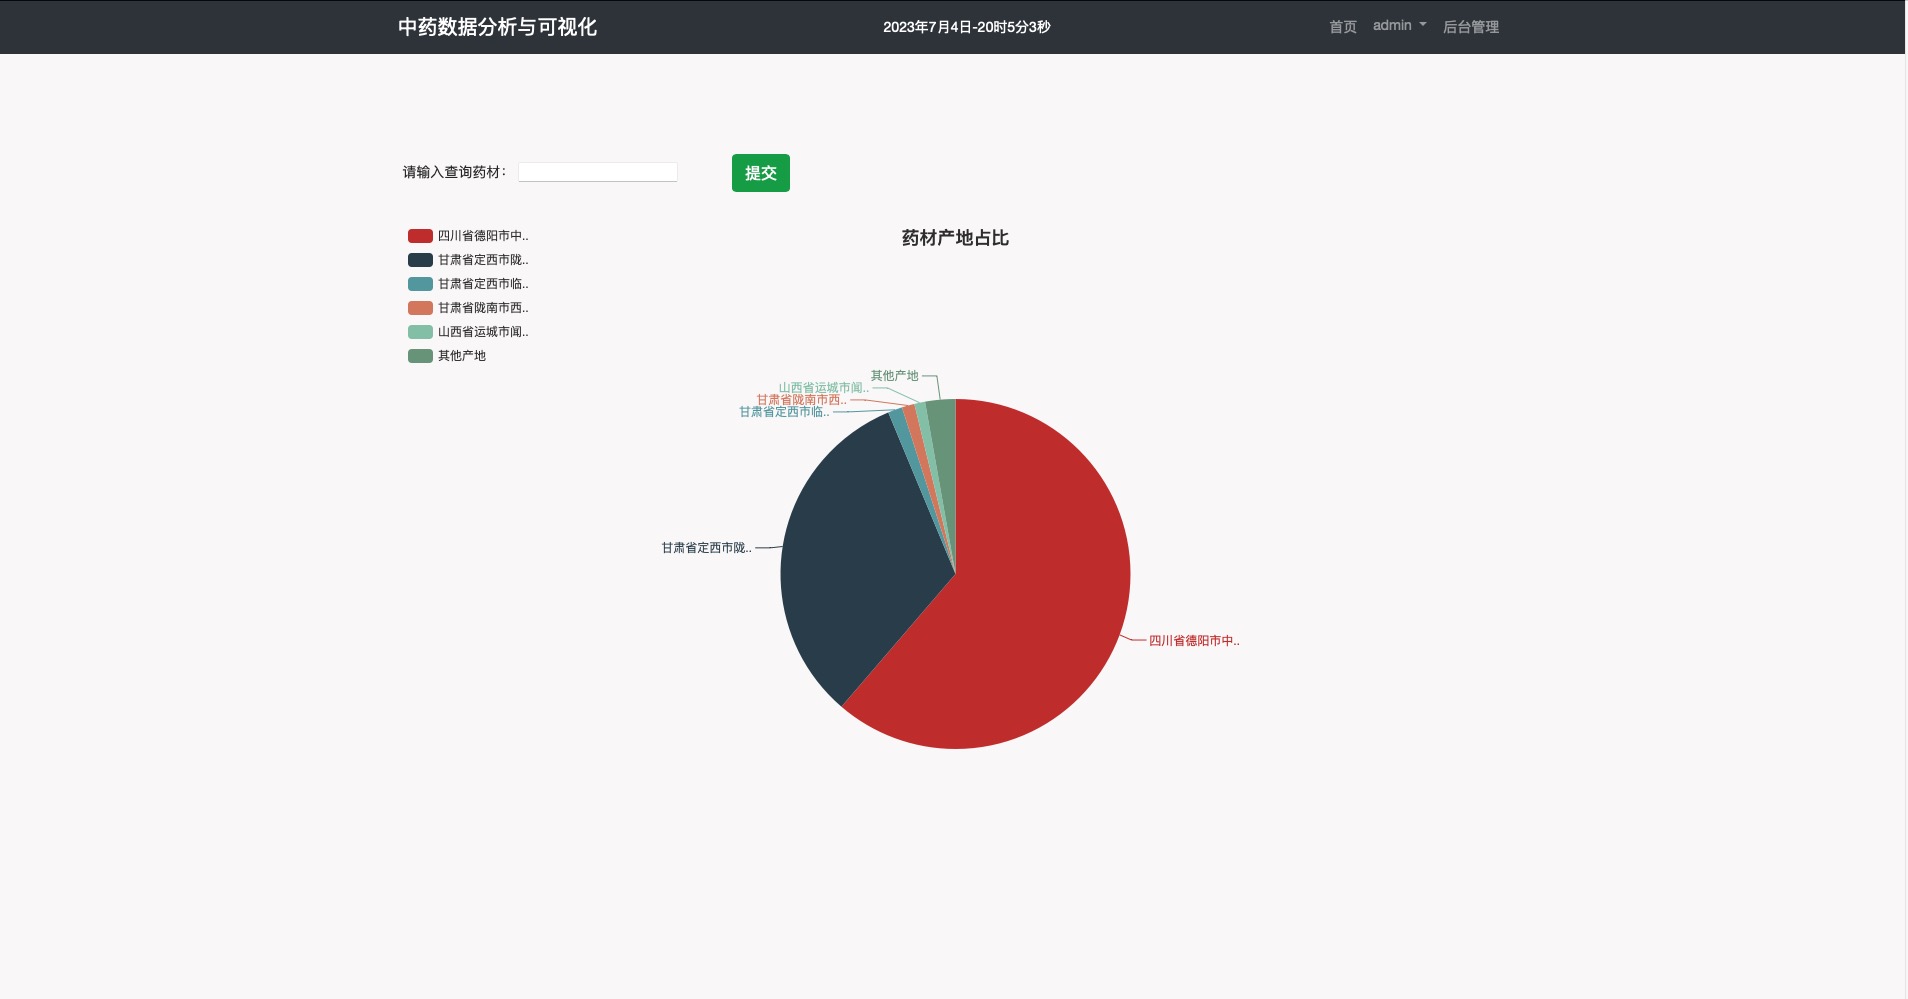 中药数据分析与可视化
2023年7月4日-20时5分3秒
首页
admin
后台管理
请输入查询药材：
提交
四川省德阳市中..
甘肃省定西市陇..
甘肃省定西市临..
甘肃省陇南市西..
山西省运城市闻..
其他产地
药材产地占比
其他产地
山西省运城市闻..
甘肃省陇南市西..
甘肃省定西市临..
甘肃省定西市陇..
四川省德阳市中..